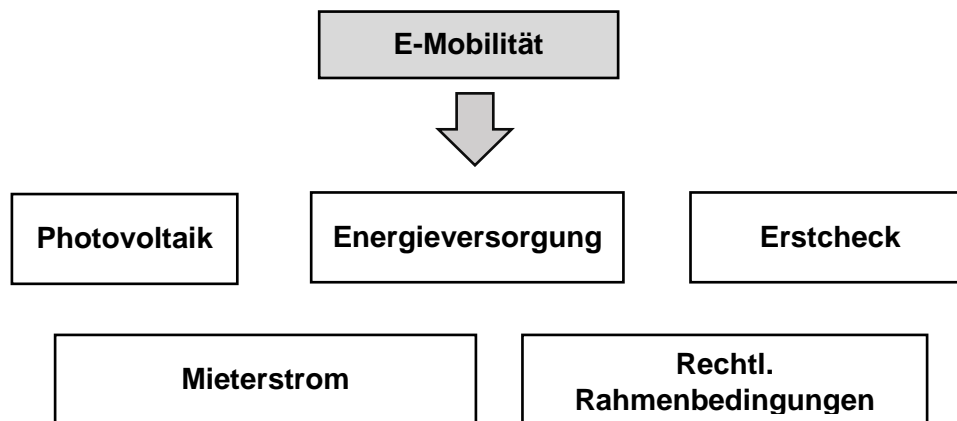 E-Mobilität
Photovoltaik
Energieversorgung
Erstcheck
Mieterstrom
Rechtl.
Rahmenbedingungen